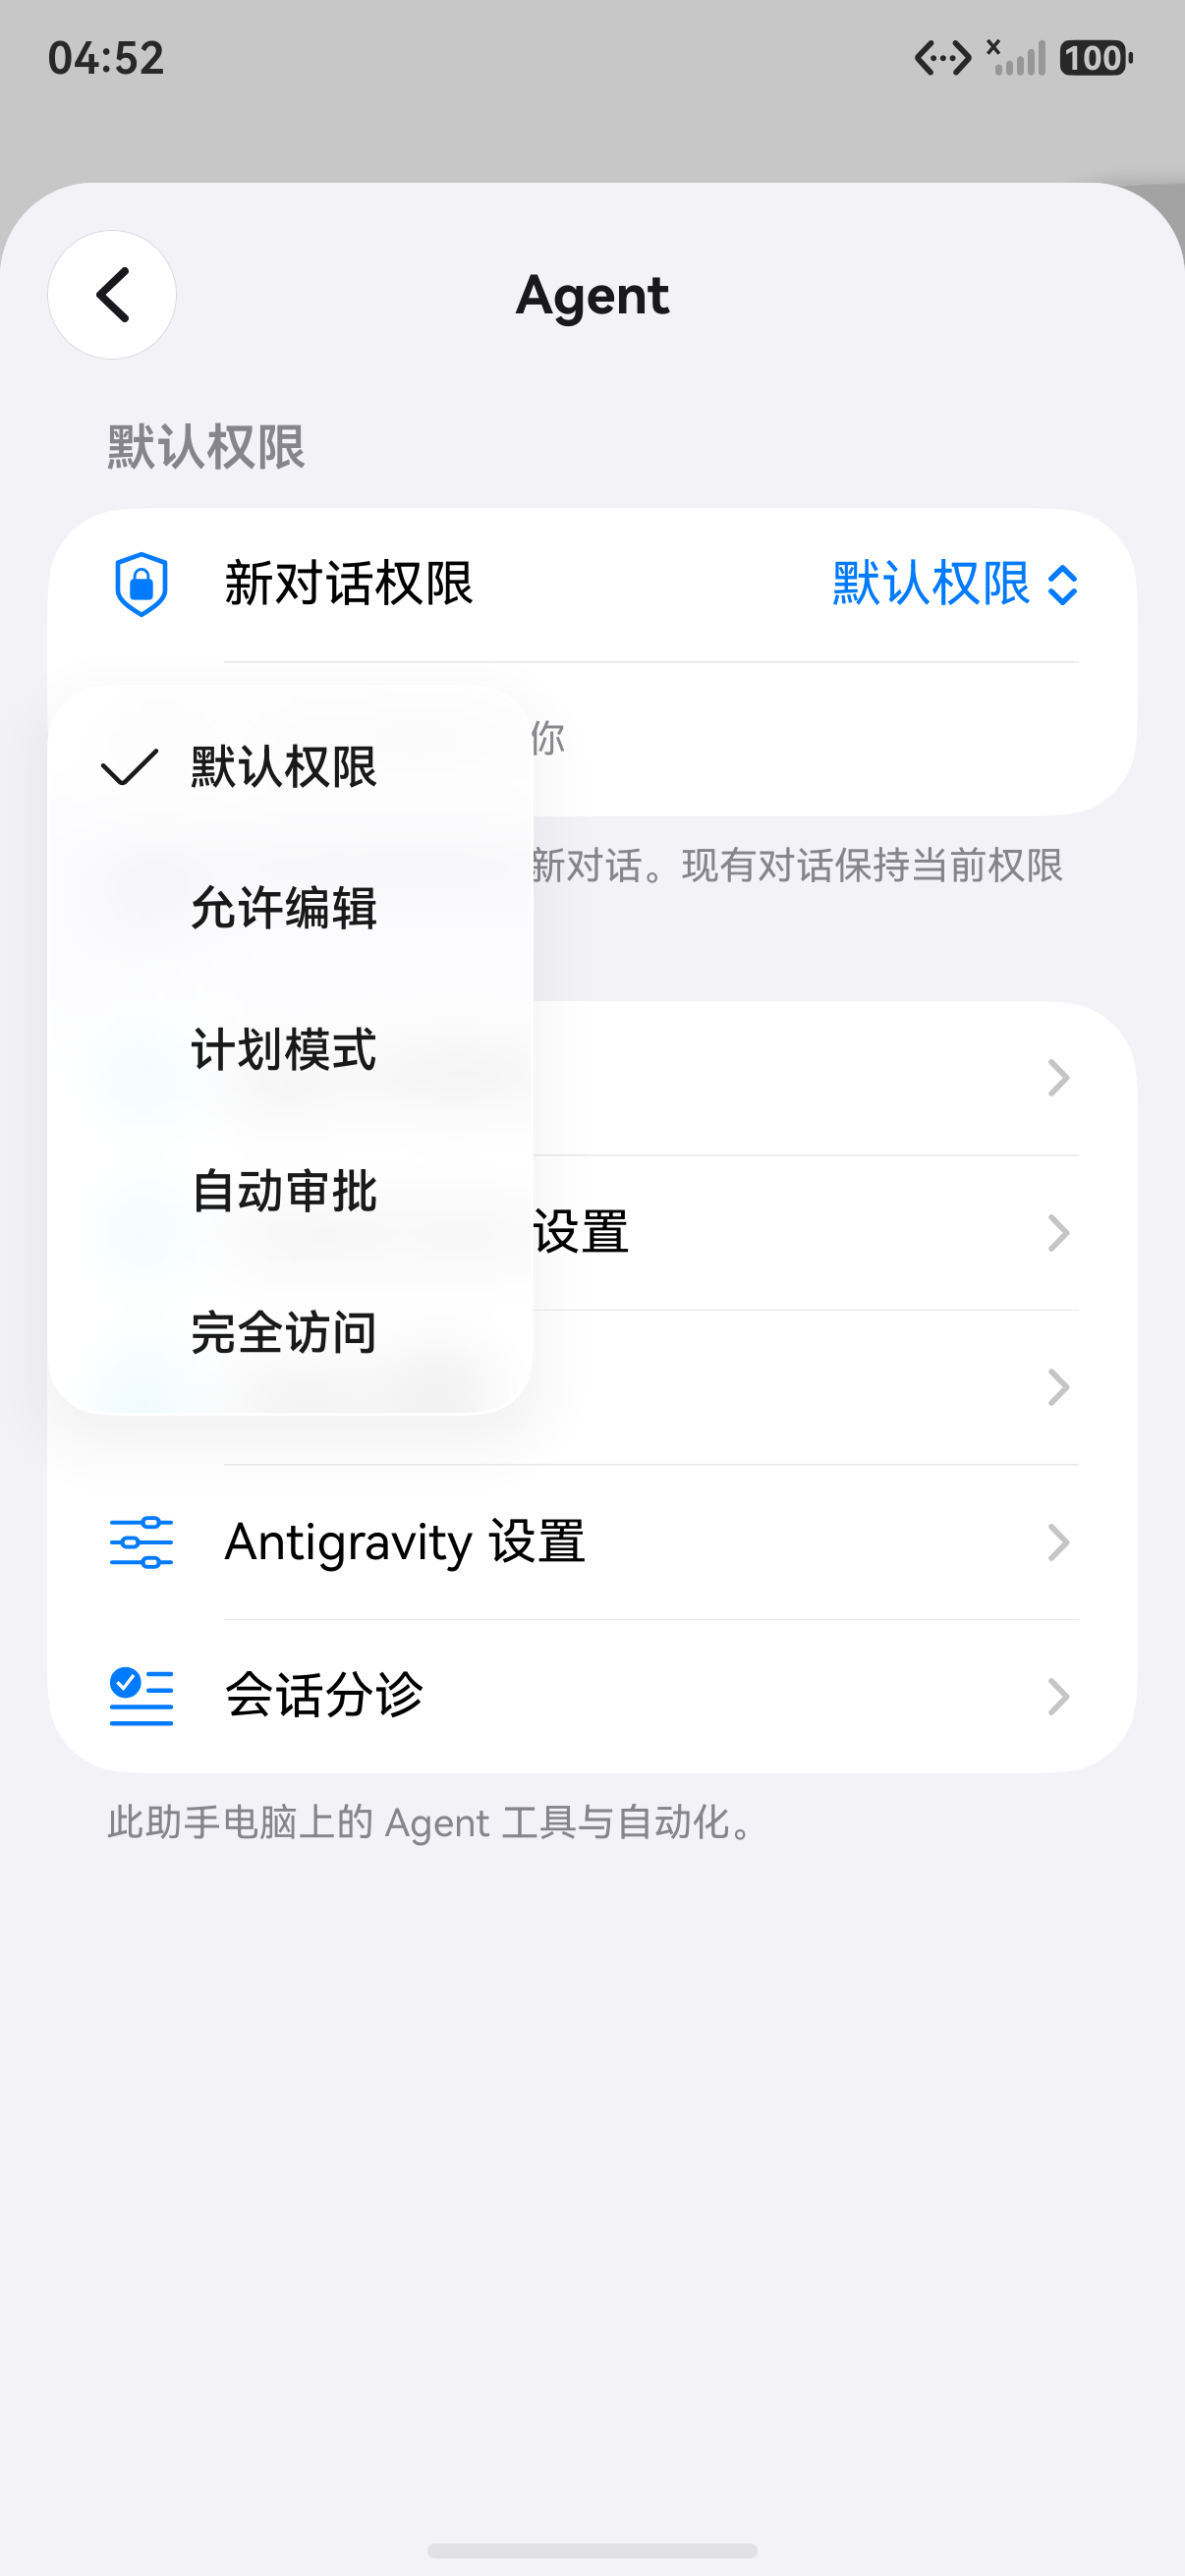 04:52
100
Agent
默认权限
新对话权限 默认权限
你
默认权限
新对话。现有对话保持当前权限
允许编辑
计划模式
自动审批
设置
完全访问
Antigravity 设置
会话分诊
此助手电脑上的 Agent 工具与自动化。